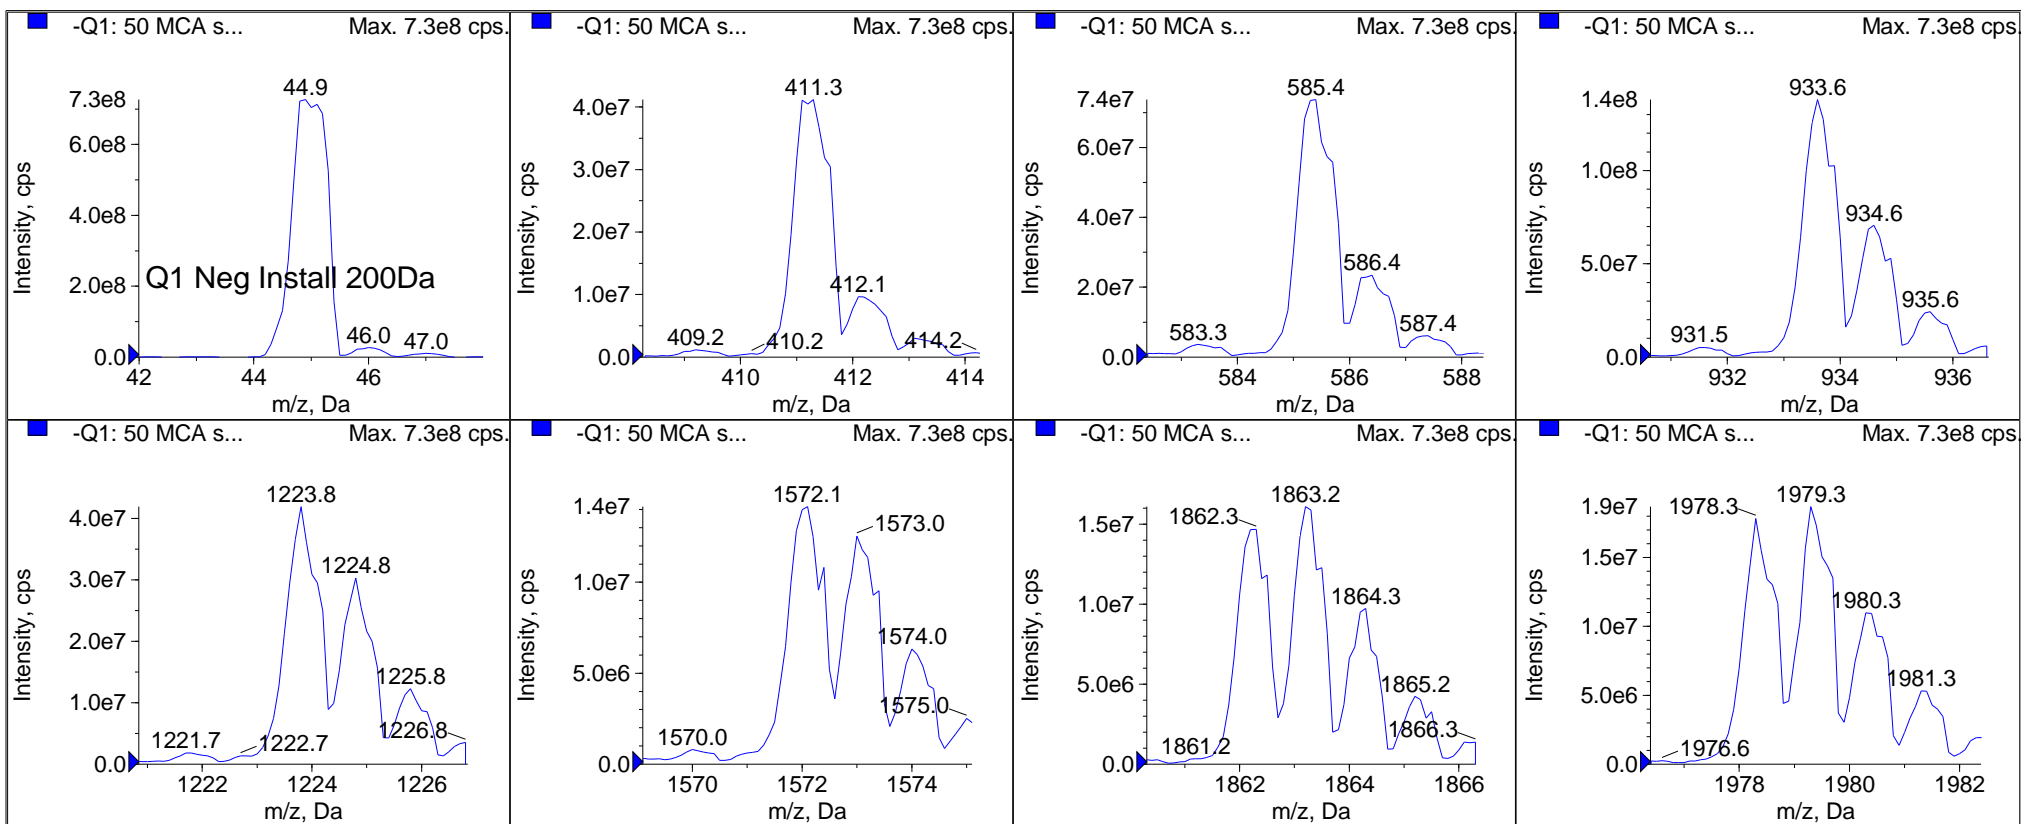 -Q1: 50 MCA s... Max. 7.3e8 cps.
44.9
7.3e8
6.0e8
4.0e8
2.0e8
0.0
Q1 Neg Install 200Da
46.0
47.0
42 44 46
Intensity, cps
m/z, Da
-Q1: 50 MCA s... Max. 7.3e8 cps.
411.3
4.0e7
3.0e7
2.0e7
1.0e7
0.0
412.1
409.2
410.2
414.2
410 412 414
Intensity, cps
m/z, Da
-Q1: 50 MCA s... Max. 7.3e8 cps.
585.4
7.4e7
6.0e7
4.0e7
2.0e7
0.0
586.4
583.3
587.4
584 586 588
Intensity, cps
m/z, Da
-Q1: 50 MCA s... Max. 7.3e8 cps.
933.6
1.4e8
1.0e8
5.0e7
0.0
934.6
935.6
931.5
932 934 936
Intensity, cps
m/z, Da
-Q1: 50 MCA s... Max. 7.3e8 cps.
1223.8
4.0e7
3.0e7
2.0e7
1.0e7
0.0
1224.8
1225.8
1226.8
1221.7
1222.7
1222 1224 1226
Intensity, cps
m/z, Da
-Q1: 50 MCA s... Max. 7.3e8 cps.
1572.1
1.4e7
1.0e7
5.0e6
0.0
1573.0
1574.0
1575.0
1570.0
1570 1572 1574
Intensity, cps
m/z, Da
-Q1: 50 MCA s... Max. 7.3e8 cps.
1863.2
1862.3
1.5e7
1.0e7
5.0e6
0.0
1864.3
1865.2
1866.3
1861.2
1862 1864 1866
Intensity, cps
m/z, Da
-Q1: 50 MCA s... Max. 7.3e8 cps.
1978.3
1979.3
1.9e7
1.5e7
1.0e7
5.0e6
0.0
1980.3
1981.3
1976.6
1978 1980 1982
Intensity, cps
m/z, Da